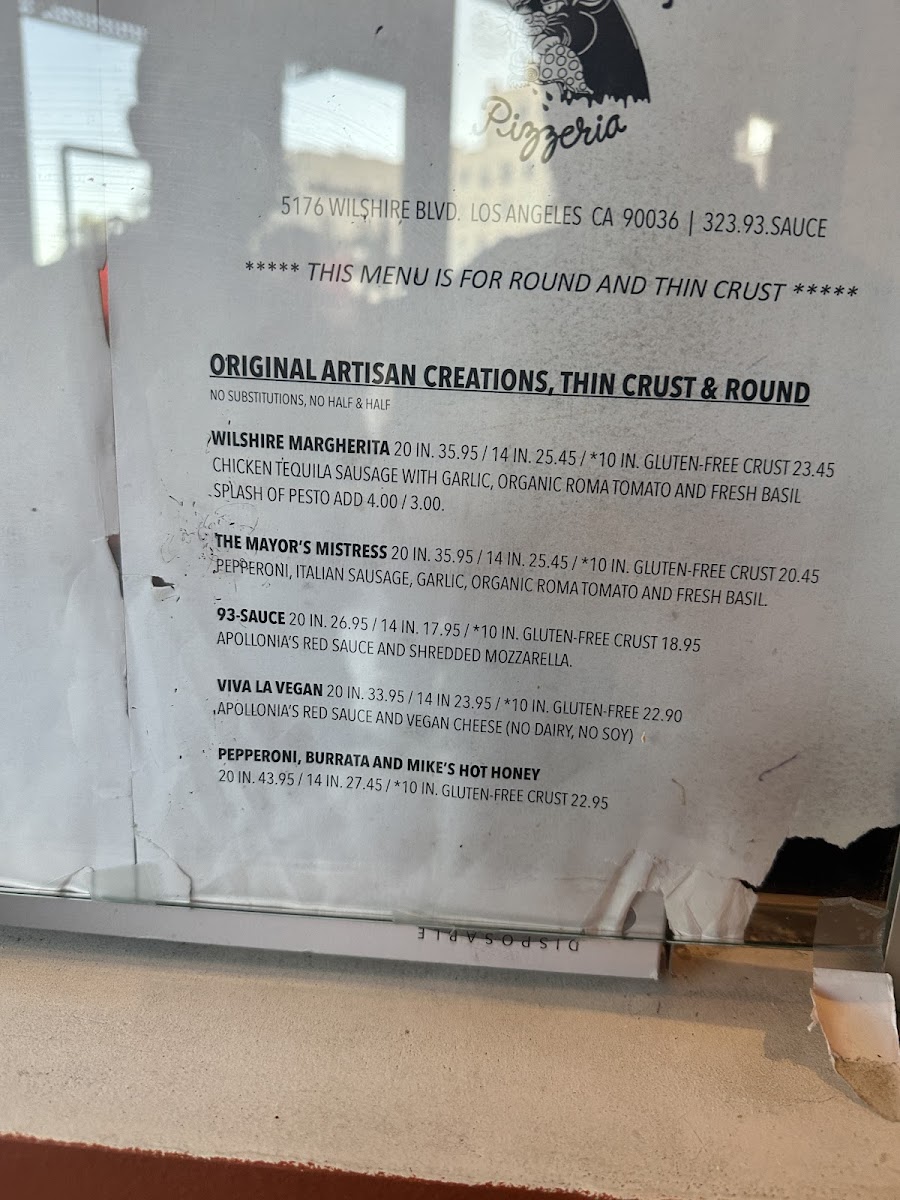 Pizzeria
5176 WILSHIRE BLVD. LOS ANGELES CA 90036 | 323.93.SAUCE
***** THIS MENU IS FOR ROUND AND THIN CRUST *****
ORIGINAL ARTISAN CREATIONS, THIN CRUST & ROUND
NO SUBSTITUTIONS, NO HALF & HALF
WILSHIRE MARGHERITA 20 IN. 35.95 / 14 IN. 25.45 / *10 IN. GLUTEN-FREE CRUST 23.45
CHICKEN TEQUILA SAUSAGE WITH GARLIC, ORGANIC ROMA TOMATO AND FRESH BASIL
SPLASH OF PESTO ADD 4.00 / 3.00.
THE MAYOR'S MISTRESS 20 IN. 35.95 / 14 IN. 25.45 / *10 IN. GLUTEN-FREE CRUST 20.45
PEPPERONI, ITALIAN SAUSAGE, GARLIC, ORGANIC ROMA TOMATO AND FRESH BASIL.
93-SAUCE 20 IN. 26.95 / 14 IN. 17.95 / *10 IN. GLUTEN-FREE CRUST 18.95
APOLLONIA'S RED SAUCE AND SHREDDED MOZZARELLA.
VIVA LA VEGAN 20 IN. 33.95 / 14 IN 23.95 / *10 IN. GLUTEN-FREE 22.90
APOLLONIA'S RED SAUCE AND VEGAN CHEESE (NO DAIRY, NO SOY)
PEPPERONI, BURRATA AND MIKE'S HOT HONEY
20 IN. 43.95 / 14 IN. 27.45 / *10 IN. GLUTEN-FREE CRUST 22.95
DISPOSABLE